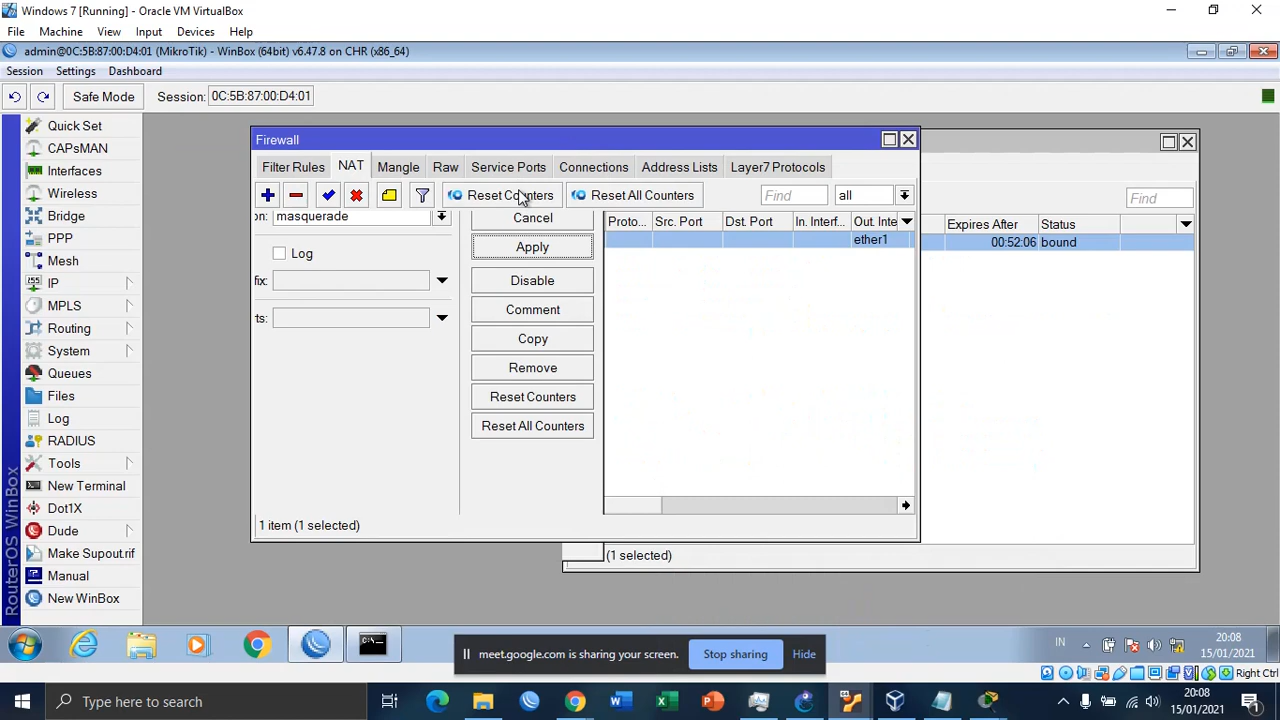 Windows 7 [Running] - Oracle VM VirtualBox
File Machine View Input Devices Help
admin@0C:5B:87:00:D4:01 (MikroTik) - WinBox (64bit) v6.47.8 on CHR (x86_64)
Session Settings Dashboard
Safe Mode Session: 0C:5B:87:00:D4:01
Quick Set
CAPsMAN
Interfaces
Wireless
Bridge
PPP
Mesh
IP
MPLS
Routing
System
Queues
Files
Log
RADIUS
Tools
New Terminal
Dot1X
Dude
Make Supout.rif
Manual
New WinBox
RouterOS WinBox
Firewall
Filter Rules NAT Mangle Raw Service Ports Connections Address Lists Layer7 Protocols
Reset Counters Reset All Counters Find all
on: masquerade
Log
fix:
ts:
Cancel
Apply
Disable
Comment
Copy
Remove
Reset Counters
Reset All Counters
Proto... Src. Port Dst. Port In. Interf... Out. Inte
ether1
1 item (1 selected)
Find
Expires After Status
00:52:06 bound
(1 selected)
IN 20:08
15/01/2021
meet.google.com is sharing your screen. Stop sharing Hide
Right Ctrl
Type here to search
20:08
15/01/2021
1